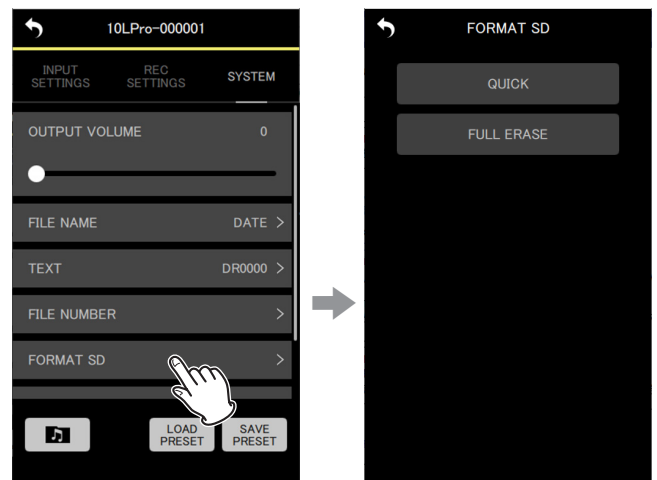 10LPro-000001
INPUT SETTINGS
REC SETTINGS
SYSTEM
OUTPUT VOLUME 0
FILE NAME DATE >
TEXT DR0000 >
FILE NUMBER >
FORMAT SD >
LOAD PRESET
SAVE PRESET
FORMAT SD
QUICK
FULL ERASE